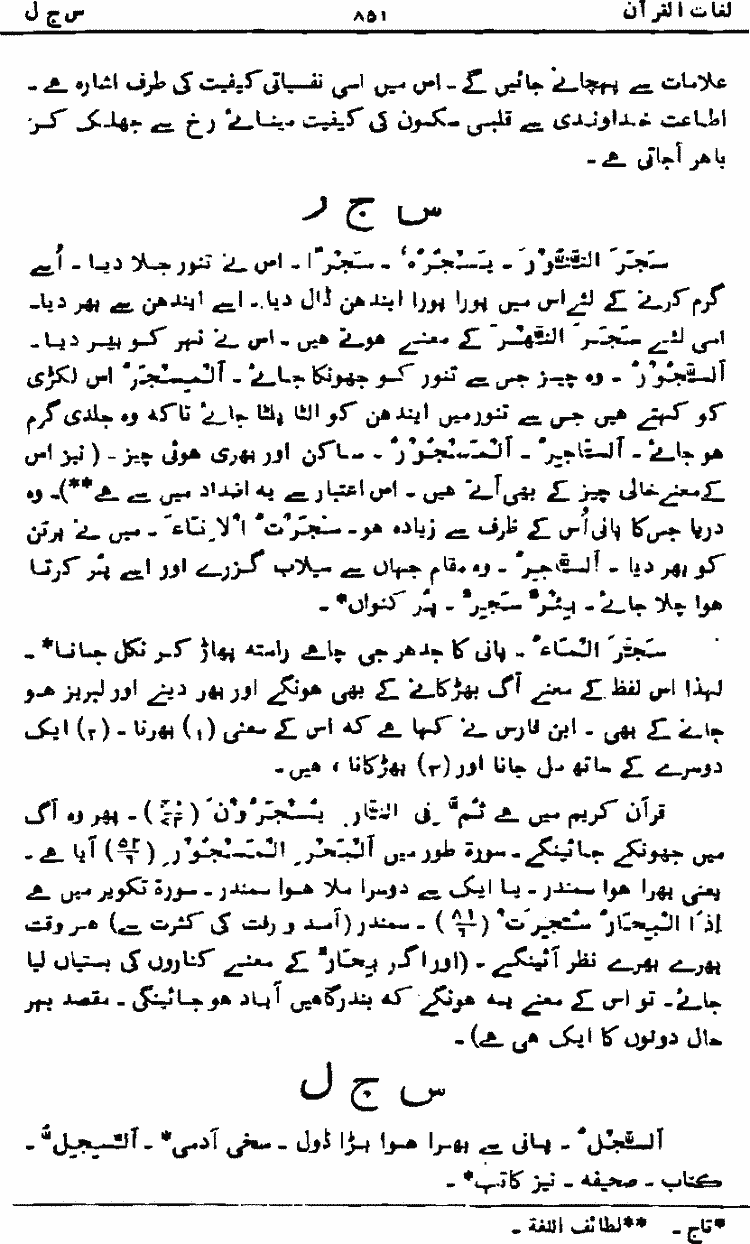 لغات القرآن ۸۵۱ س ج ل
علامات سے پہچانے جائیں گے۔ اس میں اسی نفسیاتی کیفیت کی طرف اشارہ ہے۔
اطاعت خداوندی سے قلبی سکون کی کیفیت مینائے رخ سے جھلک کر
باہر آجاتی ہے۔
س ج ر
سَجَرَ التَّنُّوْرَ۔ یَسْجُرُہٗ۔ سَجْرًا۔ اس نے تنور جلا دیا۔ اُسے
گرم کرنے کے لئے اس میں پورا پورا ایندھن ڈال دیا۔ اسے ایندھن سے بھر دیا۔
اسی لئے سَجَرَ النَّھْرَ کے معنے ہوتے ہیں۔ اس نے نہر کو بھر دیا۔
اَلسَّجُوْرُ۔ وہ چیز جس سے تنور کو جھونکا جائے۔ اَلْمِسْجَرُ اس لکڑی
کو کہتے ہیں جس سے تنور میں ایندھن کو الٹا پلٹا جائے تاکہ وہ جلدی گرم
ہو جائے۔ اَلسَّاجِرُ۔ اَلْمَسْجُوْرُ۔ ساکن اور بھری ہوئی چیز۔ (نیز اس
کے معنے خالی چیز کے بھی آتے ہیں۔ اس اعتبار سے یہ اضداد میں سے ہے**)۔ وہ
دریا جس کا پانی اُس کے ظرف سے زیادہ ہو۔ سَجَرْتُ الْاِنَاءَ۔ میں نے برتن
کو بھر دیا۔ اَلسَّاجِرُ۔ وہ مقام جہاں سے سیلاب گزرے اور اسے پُر کرتا
ہوا چلا جائے۔ بِئْرٌ سَجِرٌ۔ پُر کنواں*۔
سَجَّرَ الْمَاءَ۔ پانی کا جدھر جی چاہے راستہ پھاڑ کر نکل جانا*۔
لہذا اس لفظ کے معنے آگ بھڑکانے کے بھی ہونگے اور بھر دینے اور لبریز ہو
جانے کے بھی۔ ابن فارس نے کہا ہے کہ اس کے معنی (۱) بھرنا۔ (۲) ایک
دوسرے کے ساتھ مل جانا اور (۳) بھڑکانا، ہیں۔
قرآن کریم میں ہے ثُمَّ فِی النَّارِ یُسْجَرُوْنَ (۴۰/۷۲)۔ پھر وہ آگ
میں جھونکے جائینگے۔ سورۃ طور میں اَلْبَحْرِ الْمَسْجُوْرِ (۵۲/۶) آیا ہے۔
یعنی بھرا ہوا سمندر۔ یا ایک سے دوسرا ملا ہوا سمندر۔ سورۃ تکویر میں ہے
اِذَا الْبِحَارُ سُجِّرَتْ (۸۱/۶)۔ سمندر (آمد و رفت کی کثرت سے) ہر وقت
بھرے بھرے نظر آئینگے۔ (اور اگر بِحَارٌ کے معنے کناروں کی بستیاں لیا
جائے۔ تو اس کے معنے یہ ہونگے کہ بندرگاہیں آباد ہو جائینگی۔ مقصد بہر
حال دونوں کا ایک ہی ہے)۔
س ج ل
اَلسَّجْلُ۔ پانی سے بھرا ہوا بڑا ڈول۔ سخی آدمی*۔ اَلسِّجِلُّ۔
کتاب۔ صحیفہ۔ نیز کاتب*۔
*تاج۔ **لطائف اللغة۔